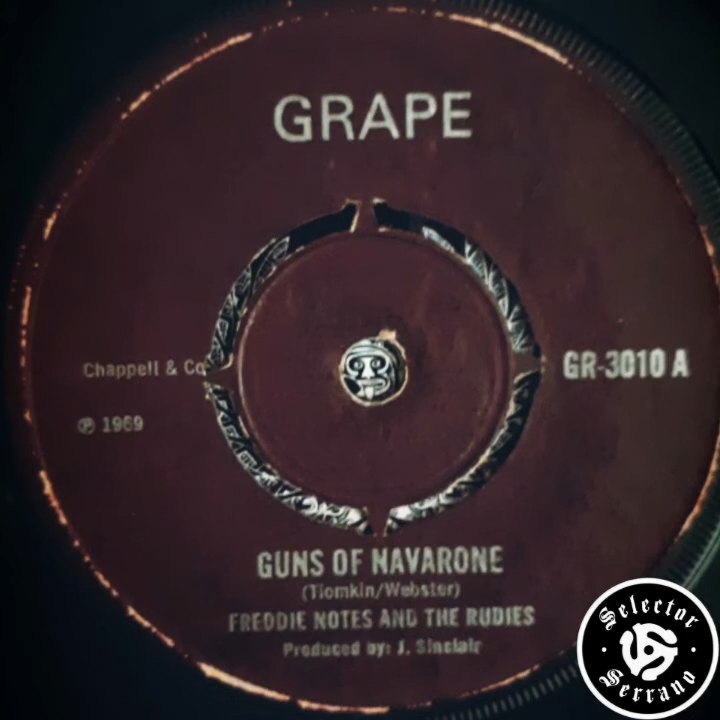 GRAPE
Chappell & Co
℗ 1969
GR-3010 A
GUNS OF NAVARONE
(Tiomkin/Webster)
FREDDIE NOTES AND THE RUDIES
Produced by: J. Sinclair
Selector
Serrano